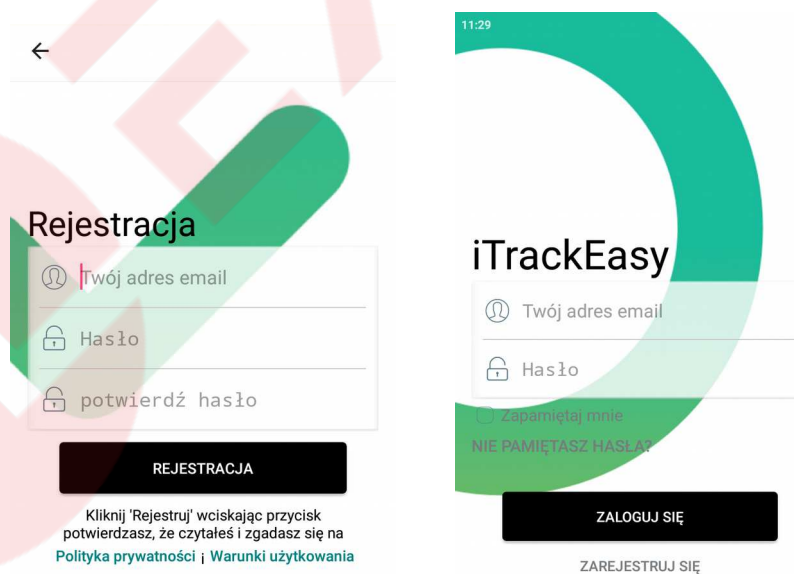 Rejestracja
Twój adres email
Hasło
potwierdź hasło
REJESTRACJA
Kliknij 'Rejestruj' wciskając przycisk
potwierdzasz, że czytałeś i zgadasz się na
Polityka prywatności i Warunki użytkowania
11:29
iTrackEasy
Twój adres email
Hasło
Zapamiętaj mnie
NIE PAMIĘTASZ HASŁA?
ZALOGUJ SIĘ
ZAREJESTRUJ SIĘ